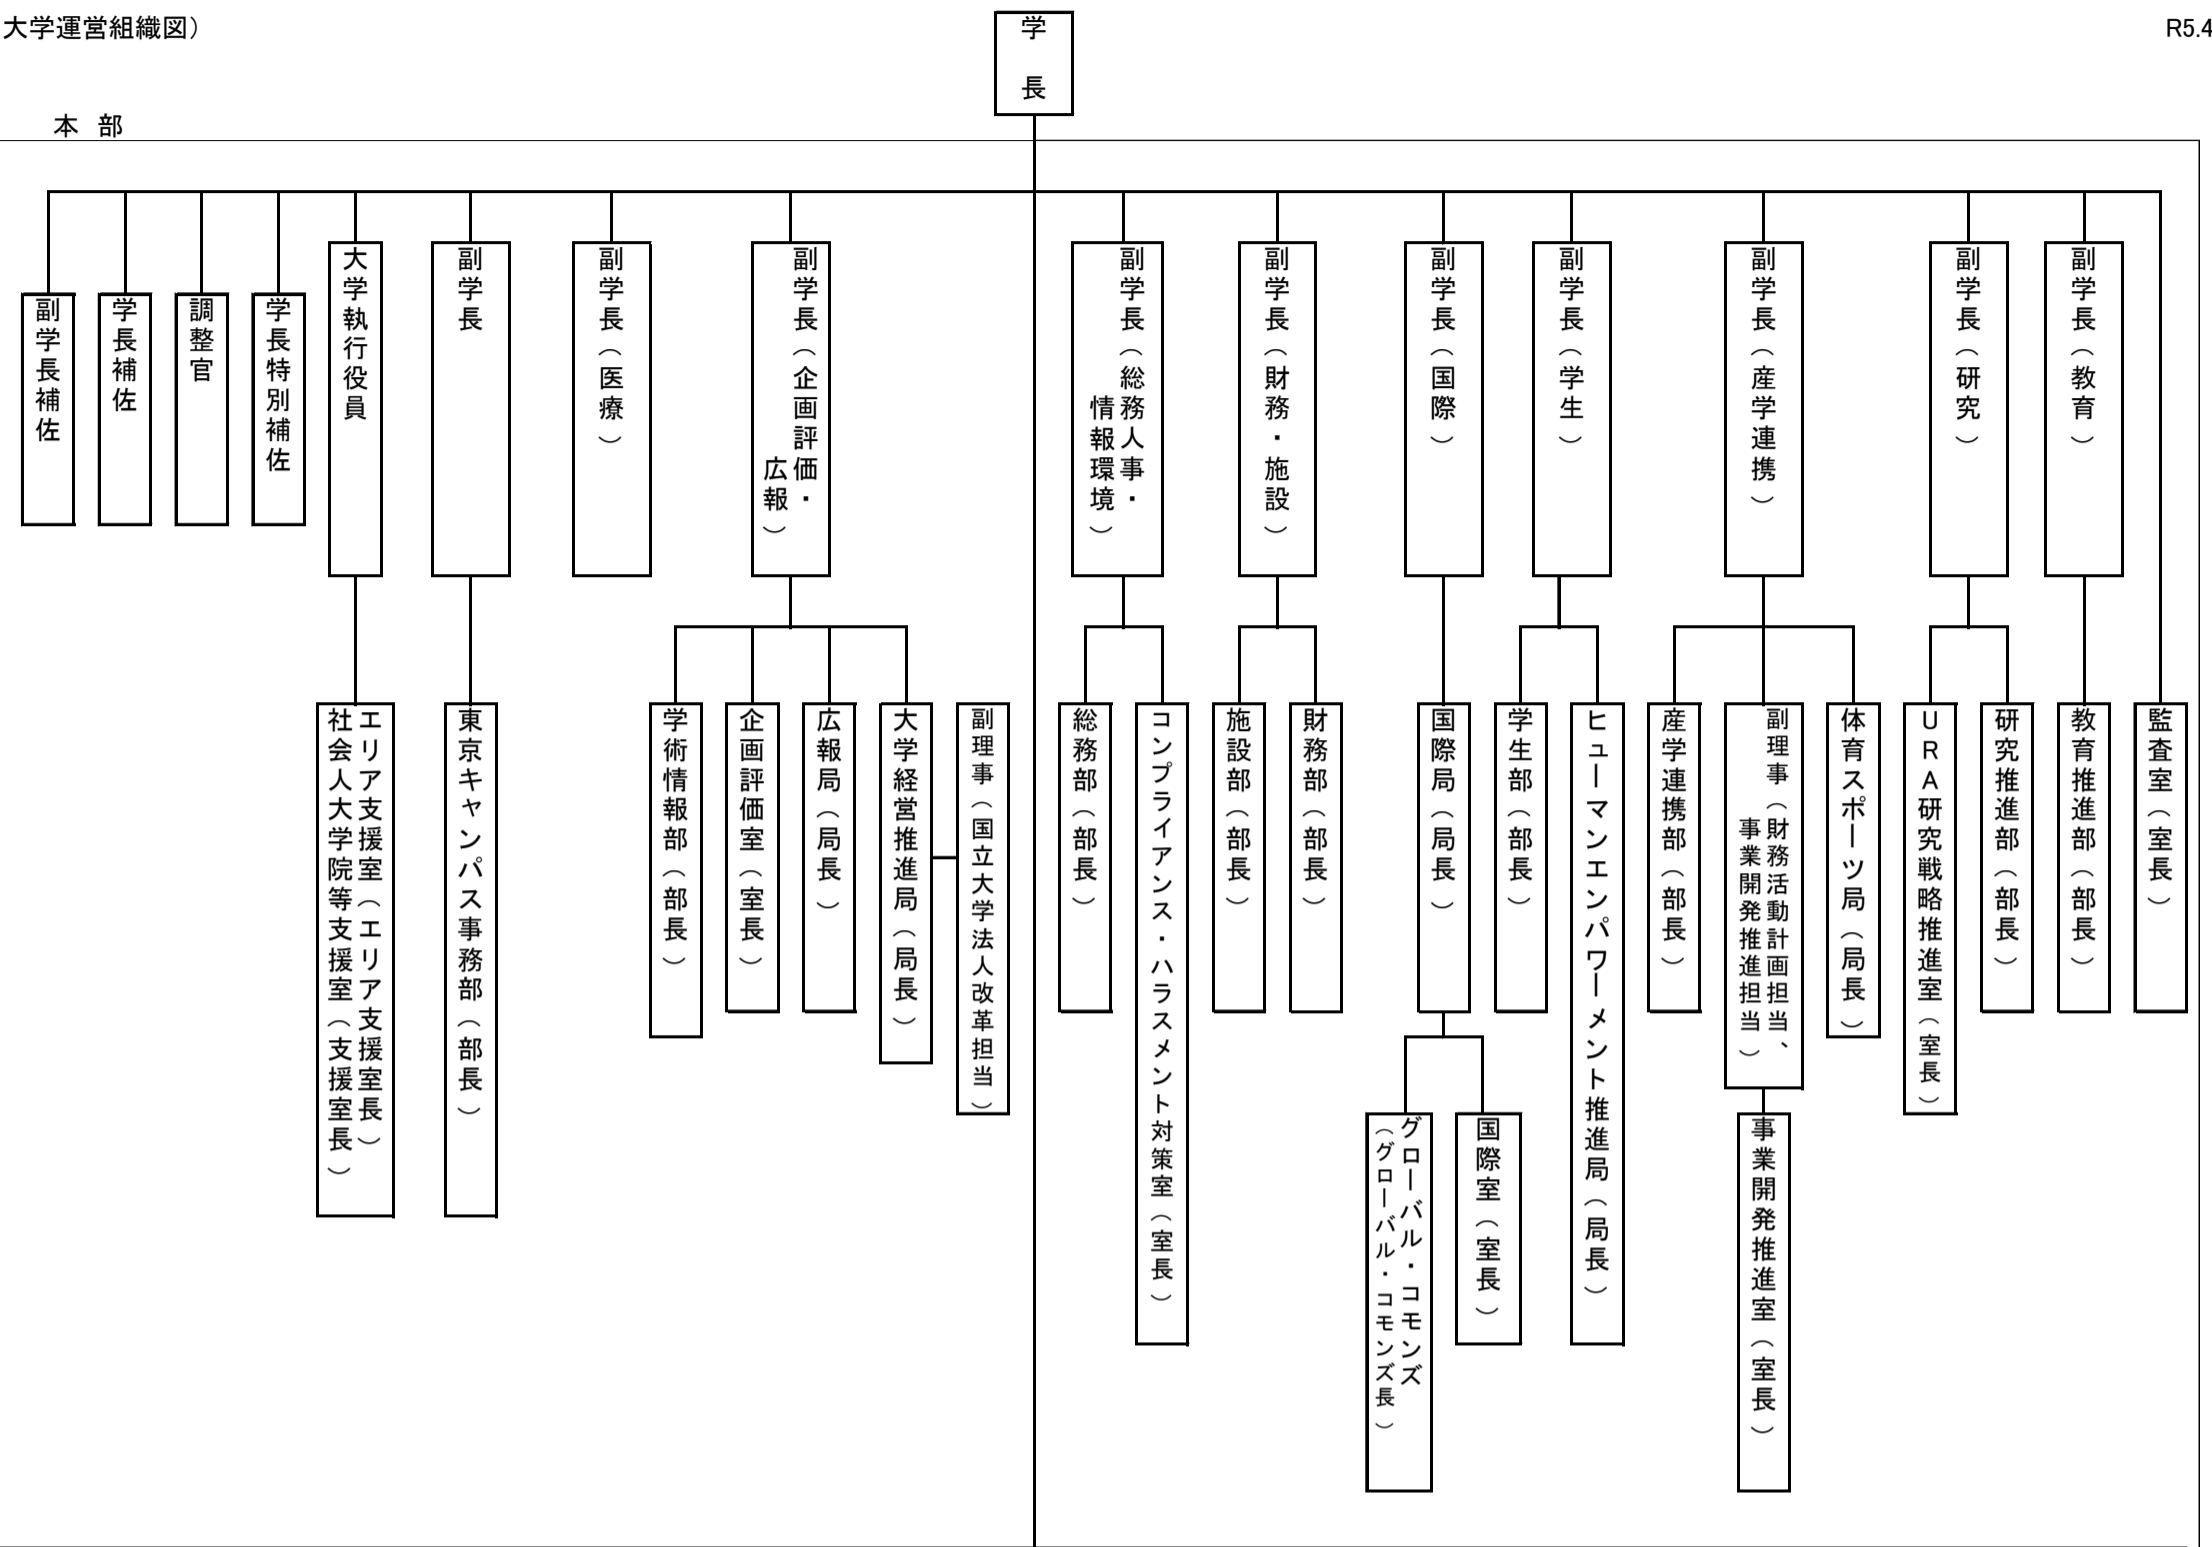 大学運営組織図）
R5.4
学長
本部
監査室（室長）
副学長（教育）
副学長（研究）
副学長（産学連携）
副学長（学生）
副学長（国際）
副学長（財務・施設）
副学長（総務人事・
情報環境）
副学長（企画評価・
広報）
副学長（医療）
副学長
大学執行役員
学長特別補佐
調整官
学長補佐
副学長補佐
教育推進部（部長）
研究推進部（部長）
URA研究戦略推進室（室長）
体育スポーツ局（局長）
副理事（財務活動計画担当、
事業開発推進担当）
産学連携部（部長）
ヒューマンエンパワーメント推進局（局長）
学生部（部長）
国際局（局長）
財務部（部長）
施設部（部長）
コンプライアンス・ハラスメント対策室（室長）
総務部（部長）
副理事（国立大学法人改革担当）
大学経営推進局（局長）
広報局（局長）
企画評価室（室長）
学術情報部（部長）
東京キャンパス事務部（部長）
エリア支援室（エリア支援室長）
社会人大学院等支援室（支援室長）
事業開発推進室（室長）
国際室（室長）
グローバル・コモンズ
（グローバル・コモンズ長）